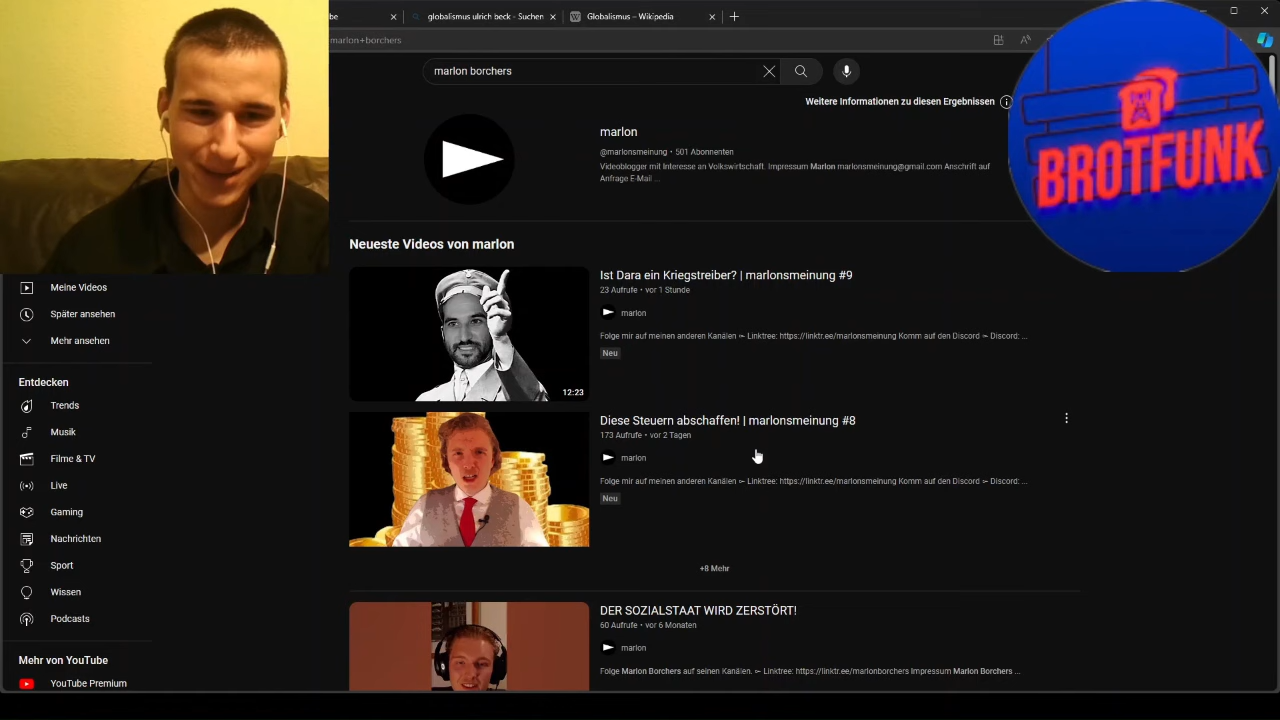 be
globalismus ulrich beck - Suchen
Globalismus – Wikipedia
marlon+borchers
marlon borchers
Weitere Informationen zu diesen Ergebnissen
BROTFUNK
marlon
@marlonsmeinung • 501 Abonnenten
Videoblogger mit Interesse an Volkswirtschaft. Impressum Marlon marlonsmeinung@gmail.com Anschrift auf
Anfrage E-Mail ...
Neueste Videos von marlon
Ist Dara ein Kriegstreiber? | marlonsmeinung #9
23 Aufrufe • vor 1 Stunde
marlon
Folge mir auf meinen anderen Kanälen ➳ Linktree: https://linktr.ee/marlonsmeinung Komm auf den Discord ➳ Discord: ...
Neu
12:23
Diese Steuern abschaffen! | marlonsmeinung #8
173 Aufrufe • vor 2 Tagen
marlon
Folge mir auf meinen anderen Kanälen ➳ Linktree: https://linktr.ee/marlonsmeinung Komm auf den Discord ➳ Discord: ...
Neu
+8 Mehr
DER SOZIALSTAAT WIRD ZERSTÖRT!
60 Aufrufe • vor 6 Monaten
marlon
Folge Marlon Borchers auf seinen Kanälen. ➳ Linktree: https://linktr.ee/marlonborchers Impressum Marlon Borchers ...
Meine Videos
Später ansehen
Mehr ansehen
Entdecken
Trends
Musik
Filme & TV
Live
Gaming
Nachrichten
Sport
Wissen
Podcasts
Mehr von YouTube
YouTube Premium